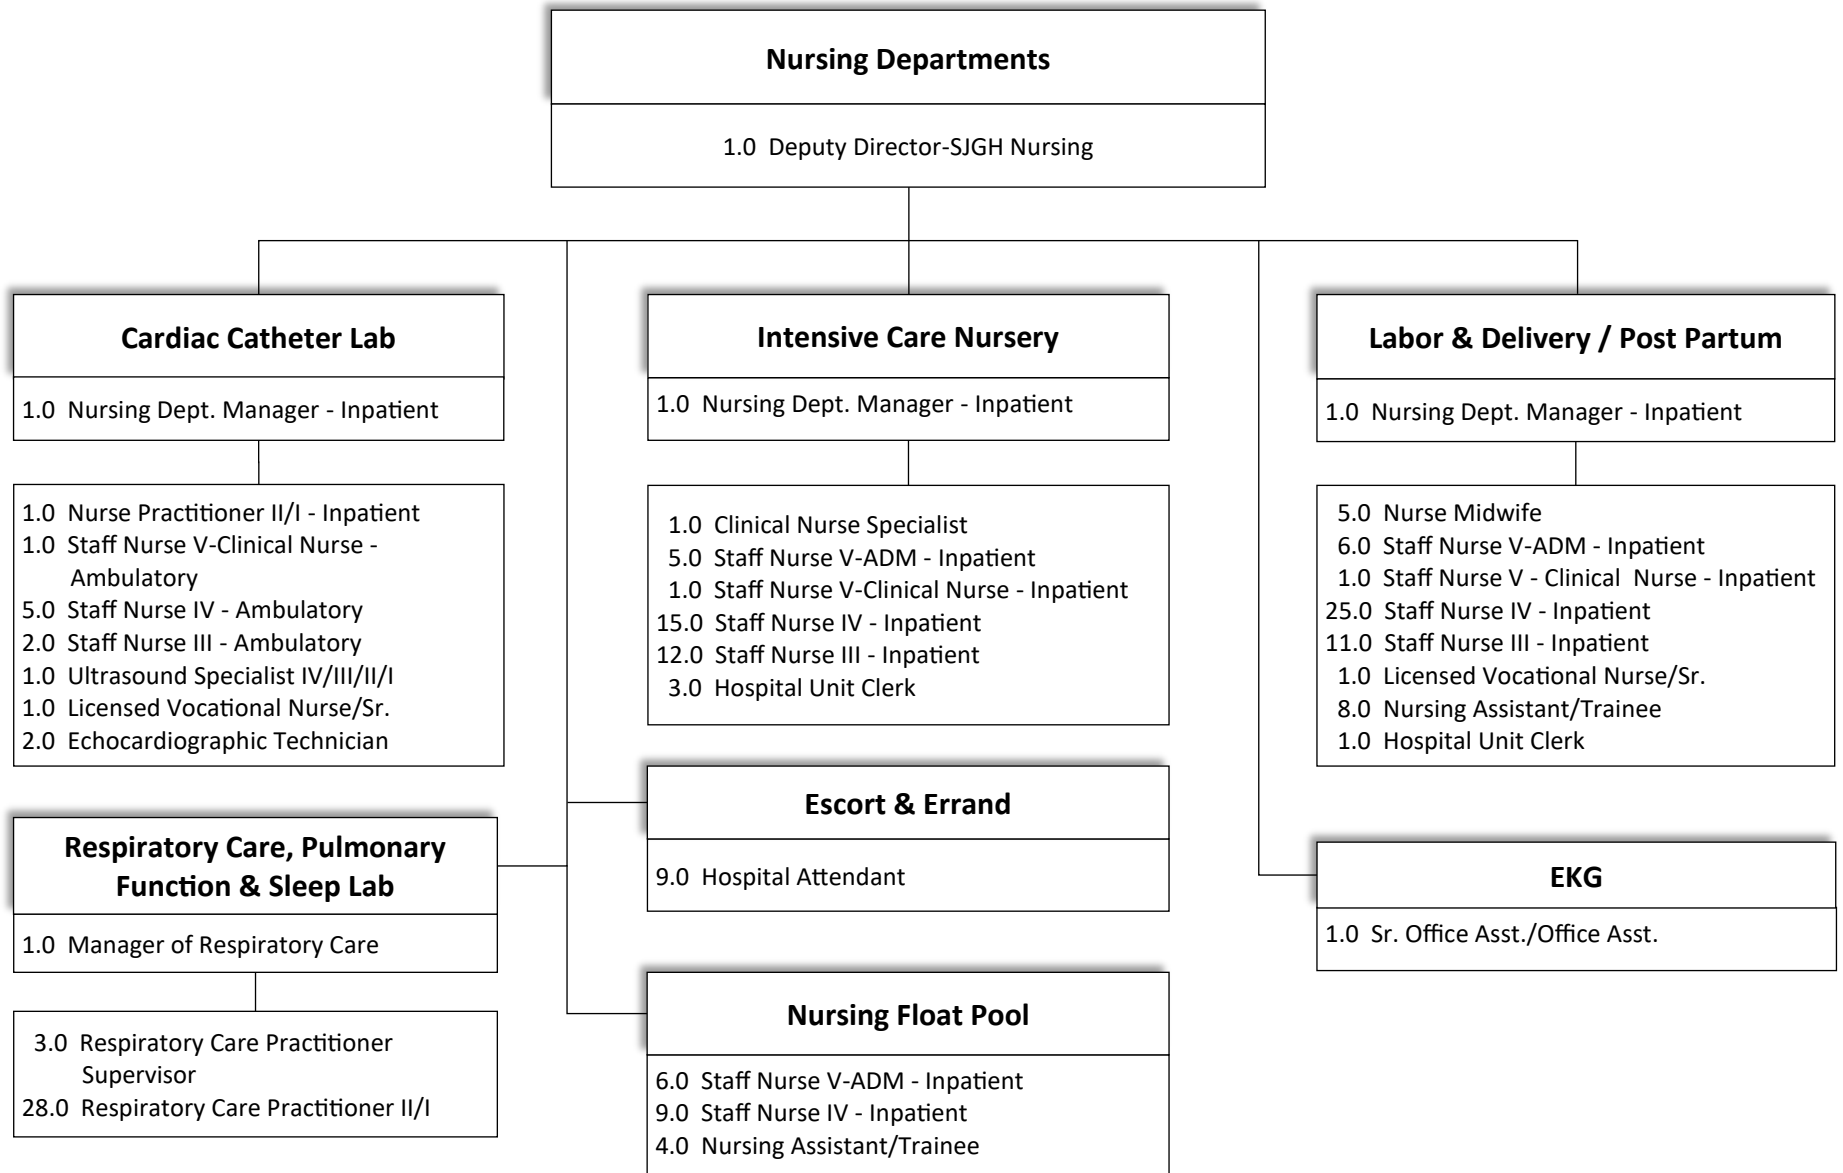 Nursing Departments
1.0 Deputy Director-SJGH Nursing
Cardiac Catheter Lab
1.0 Nursing Dept. Manager - Inpatient
1.0 Nurse Practitioner II/I - Inpatient
1.0 Staff Nurse V-Clinical Nurse -
Ambulatory
5.0 Staff Nurse IV - Ambulatory
2.0 Staff Nurse III - Ambulatory
1.0 Ultrasound Specialist IV/III/II/I
1.0 Licensed Vocational Nurse/Sr.
2.0 Echocardiographic Technician
Intensive Care Nursery
1.0 Nursing Dept. Manager - Inpatient
1.0 Clinical Nurse Specialist
5.0 Staff Nurse V-ADM - Inpatient
1.0 Staff Nurse V-Clinical Nurse - Inpatient
15.0 Staff Nurse IV - Inpatient
12.0 Staff Nurse III - Inpatient
3.0 Hospital Unit Clerk
Labor & Delivery / Post Partum
1.0 Nursing Dept. Manager - Inpatient
5.0 Nurse Midwife
6.0 Staff Nurse V-ADM - Inpatient
1.0 Staff Nurse V - Clinical Nurse - Inpatient
25.0 Staff Nurse IV - Inpatient
11.0 Staff Nurse III - Inpatient
1.0 Licensed Vocational Nurse/Sr.
8.0 Nursing Assistant/Trainee
1.0 Hospital Unit Clerk
Respiratory Care, Pulmonary
Function & Sleep Lab
1.0 Manager of Respiratory Care
3.0 Respiratory Care Practitioner
Supervisor
28.0 Respiratory Care Practitioner II/I
Escort & Errand
9.0 Hospital Attendant
Nursing Float Pool
6.0 Staff Nurse V-ADM - Inpatient
9.0 Staff Nurse IV - Inpatient
4.0 Nursing Assistant/Trainee
EKG
1.0 Sr. Office Asst./Office Asst.